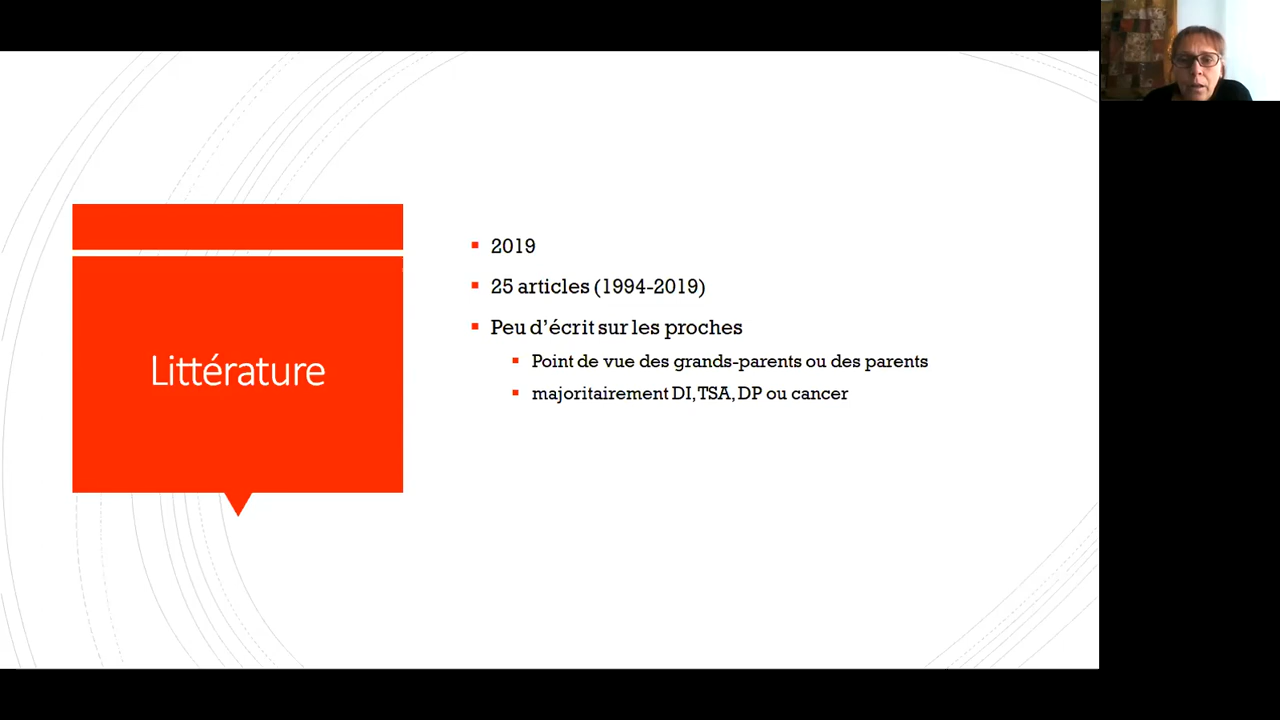 Littérature
2019
25 articles (1994-2019)
Peu d’écrit sur les proches
Point de vue des grands-parents ou des parents
majoritairement DI, TSA, DP ou cancer